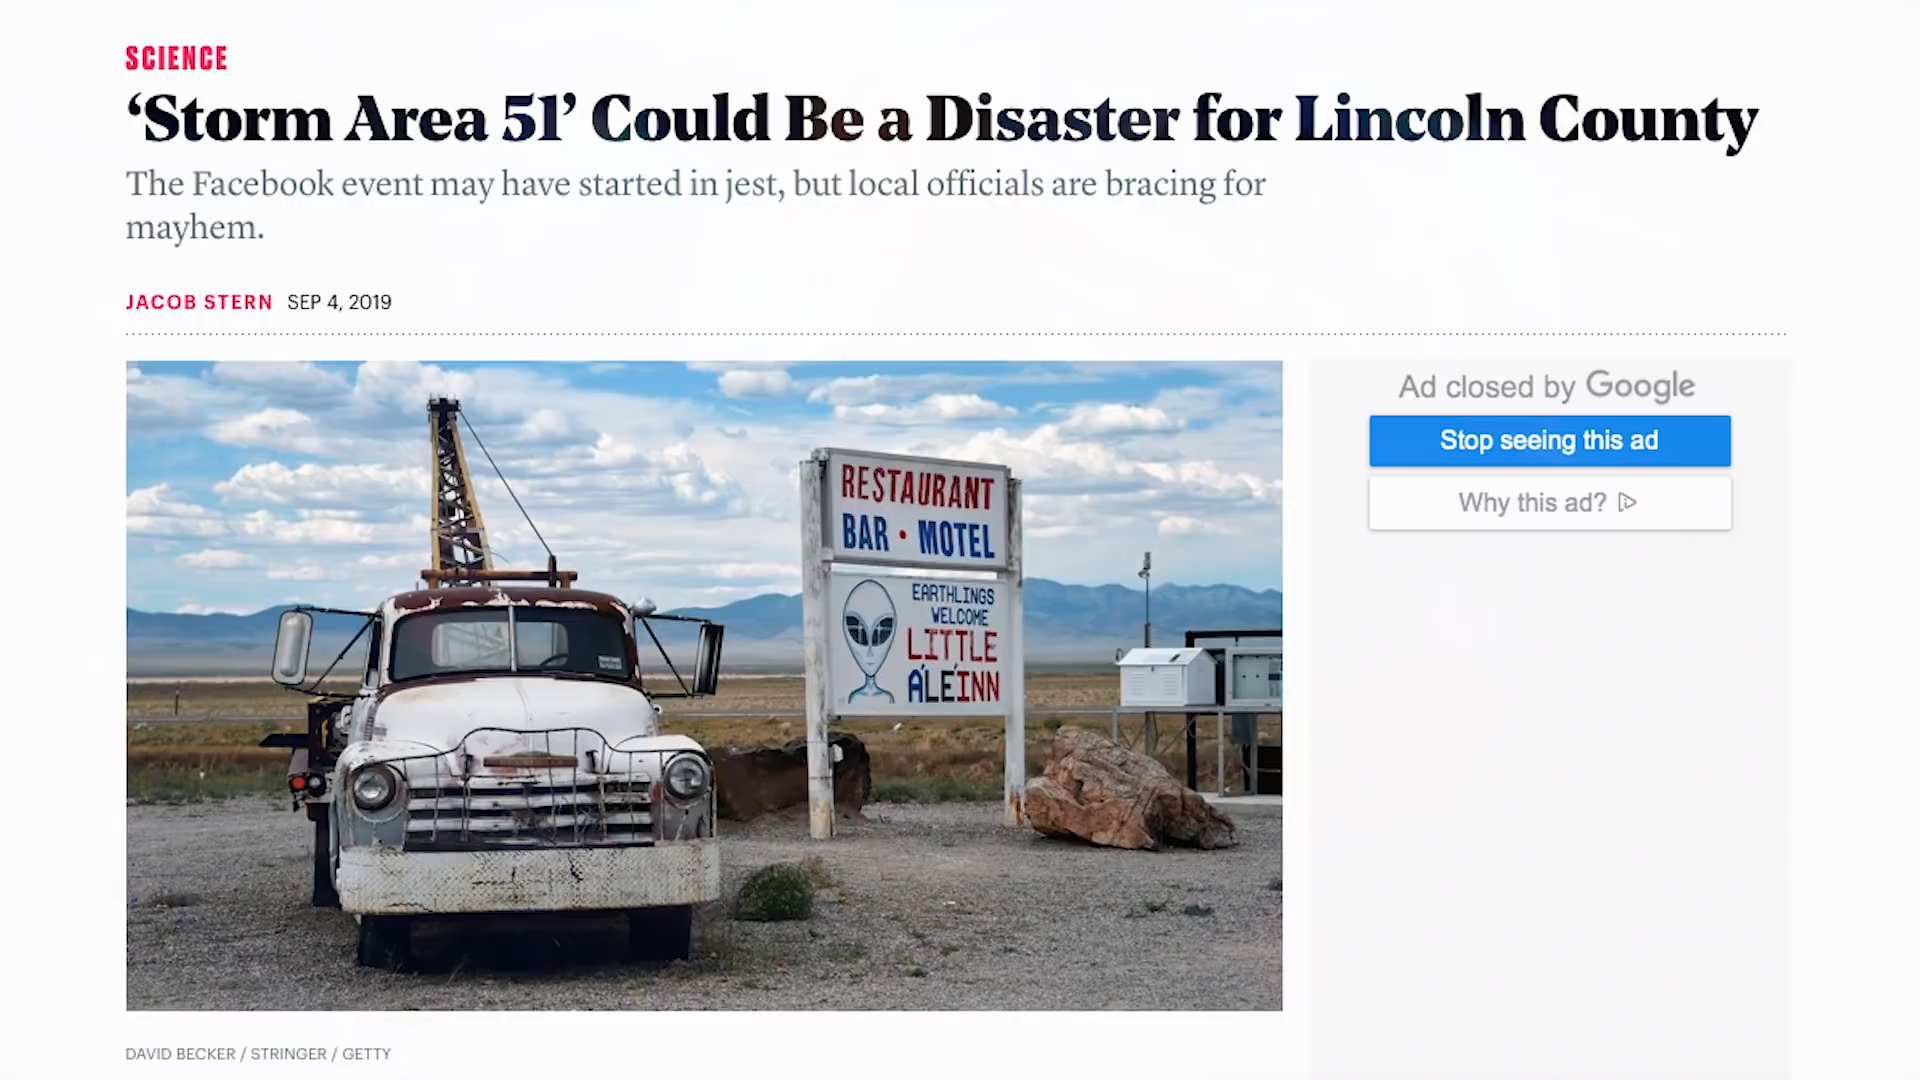 SCIENCE
‘Storm Area 51’ Could Be a Disaster for Lincoln County
The Facebook event may have started in jest, but local officials are bracing for
mayhem.
JACOB STERN SEP 4, 2019
Ad closed by Google
Stop seeing this ad
Why this ad?
RESTAURANT
BAR • MOTEL
EARTHLINGS
WELCOME
LITTLE
A'LE'INN
DAVID BECKER / STRINGER / GETTY